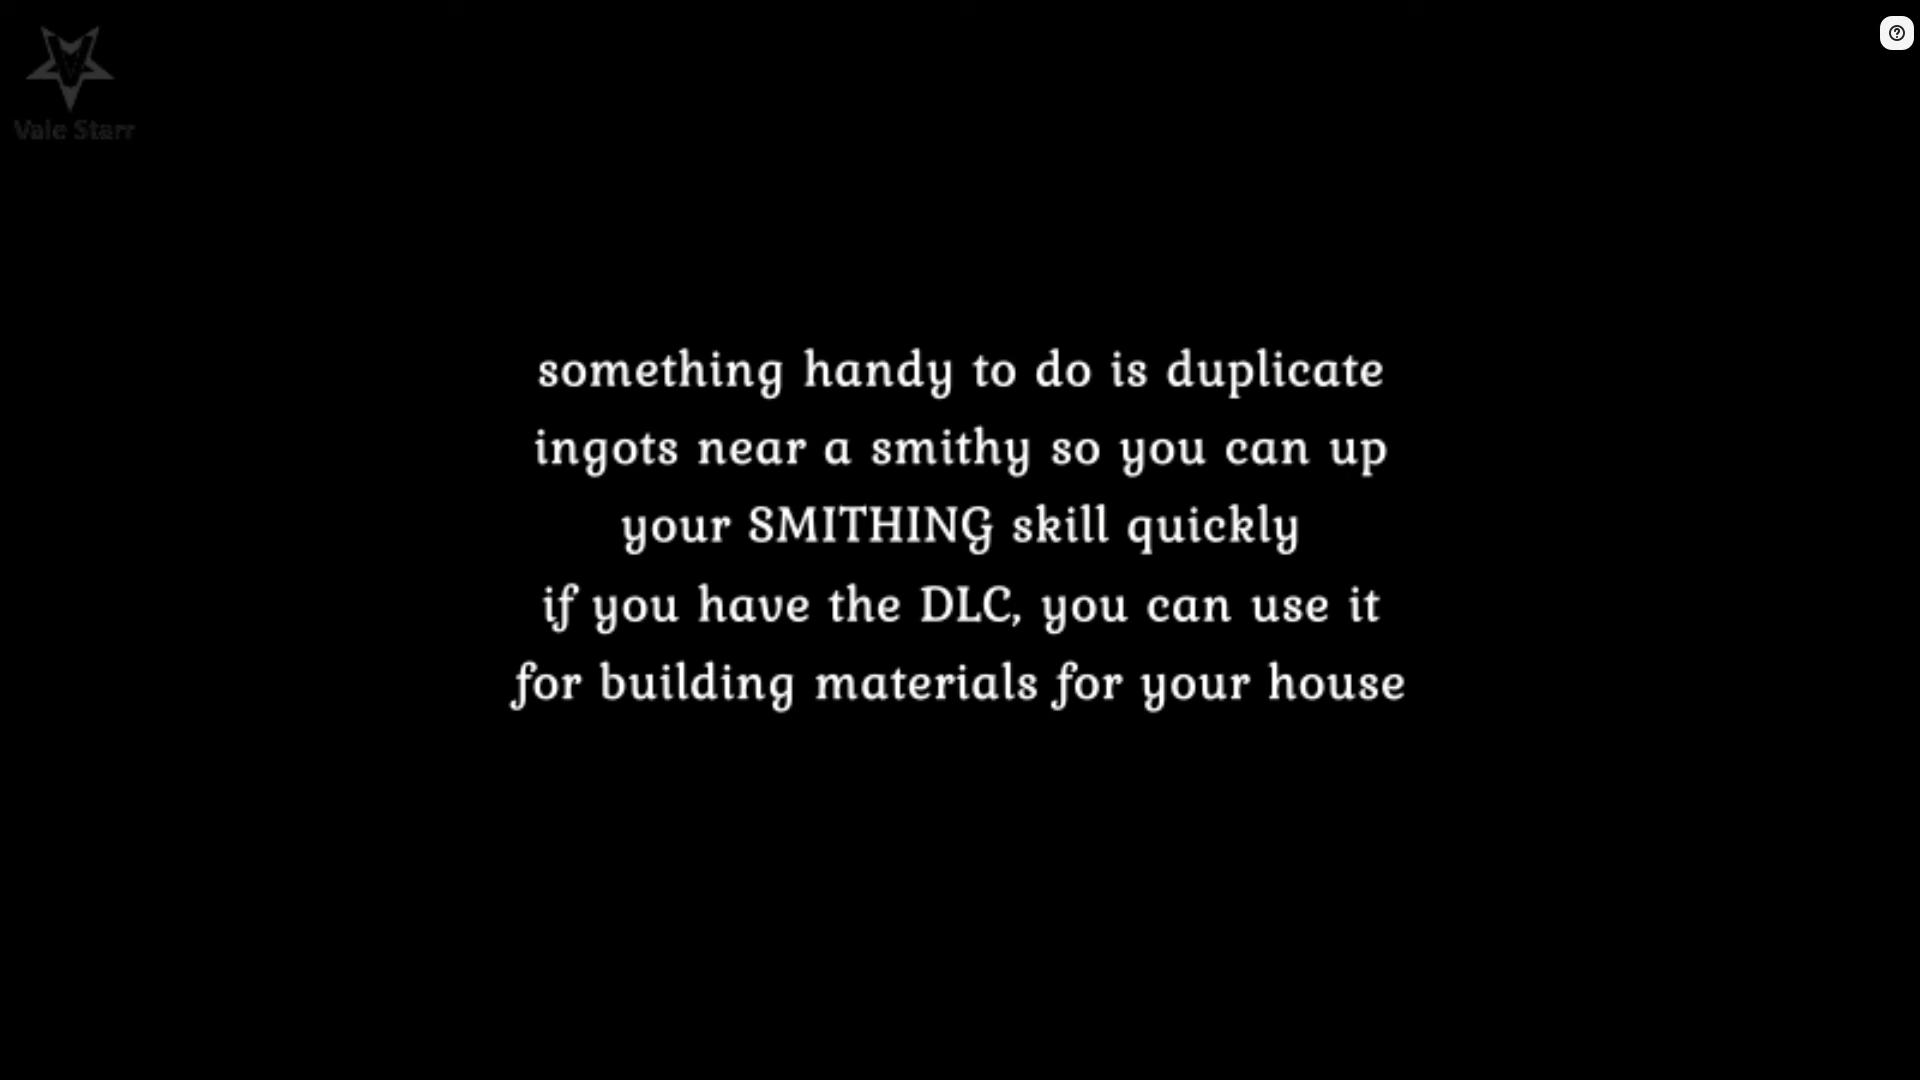 Vale Starr
something handy to do is duplicate
ingots near a smithy so you can up
your SMITHING skill quickly
if you have the DLC, you can use it
for building materials for your house